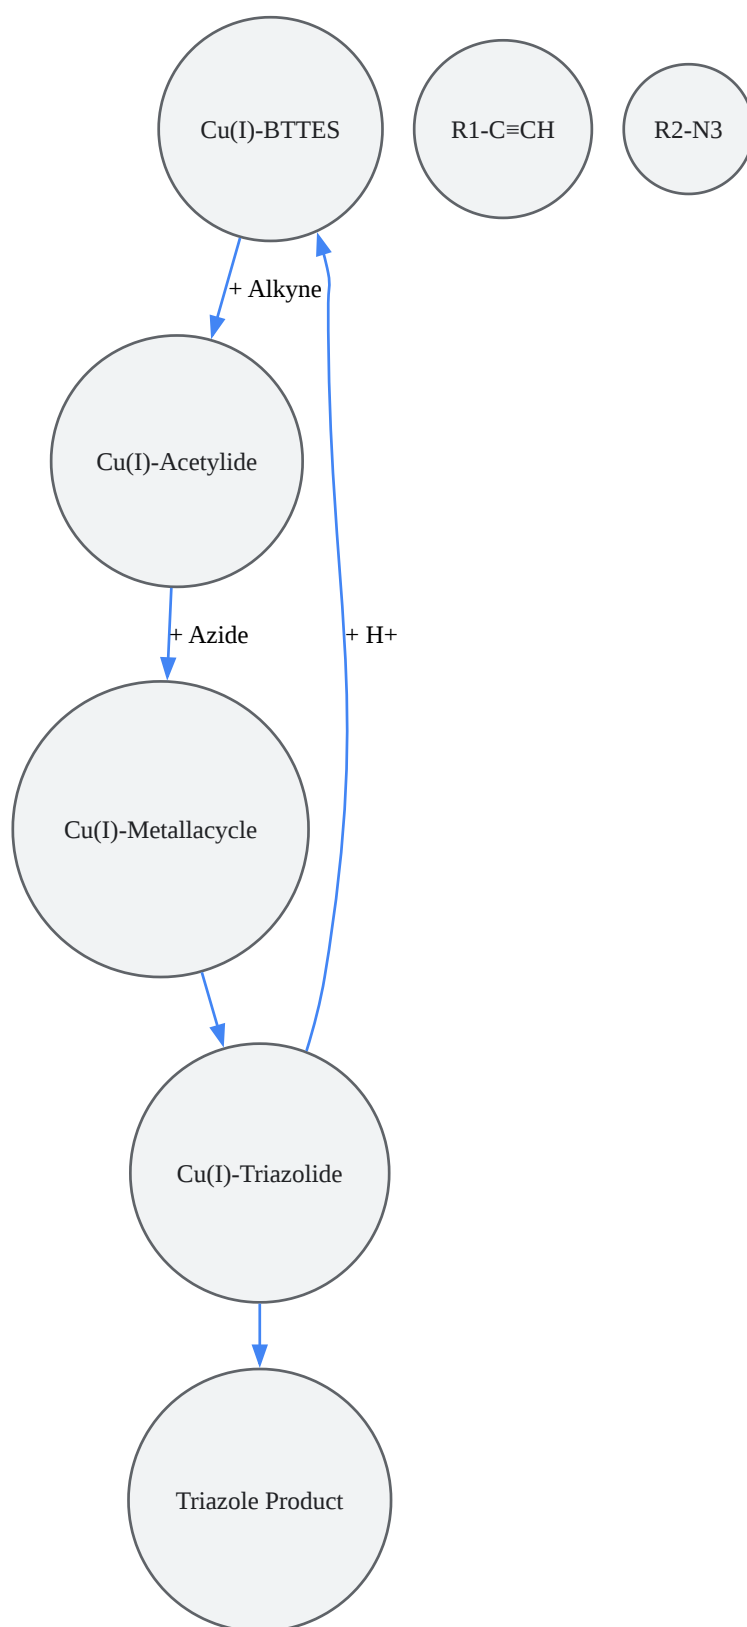 Cu(I)-BTTES
R1-C≡CH
R2-N3
+ Alkyne
Cu(I)-Acetylide
+ Azide
+ H+
Cu(I)-Metallacycle
Cu(I)-Triazolide
Triazole Product